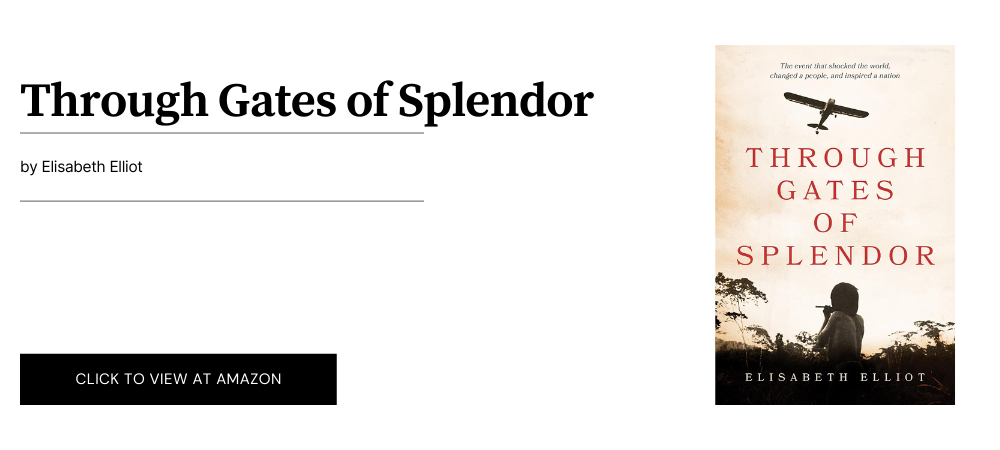 Through Gates of Splendor
by Elisabeth Elliot
CLICK TO VIEW AT AMAZON
The event that shocked the world,
changed a people, and inspired a nation
THROUGH
GATES
OF
SPLENDOR
ELISABETH ELLIOT